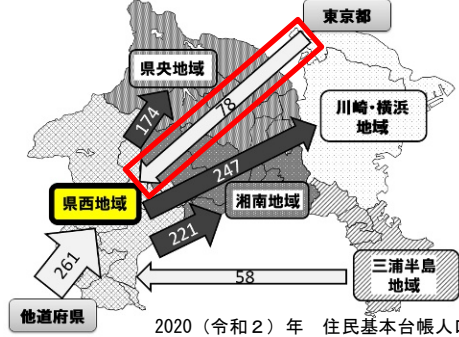 東京都
県央地域
78
174
川崎・横浜
地域
247
県西地域
湘南地域
221
三浦半島
地域
261
58
他道府県
2020（令和２）年　住民基本台帳人口